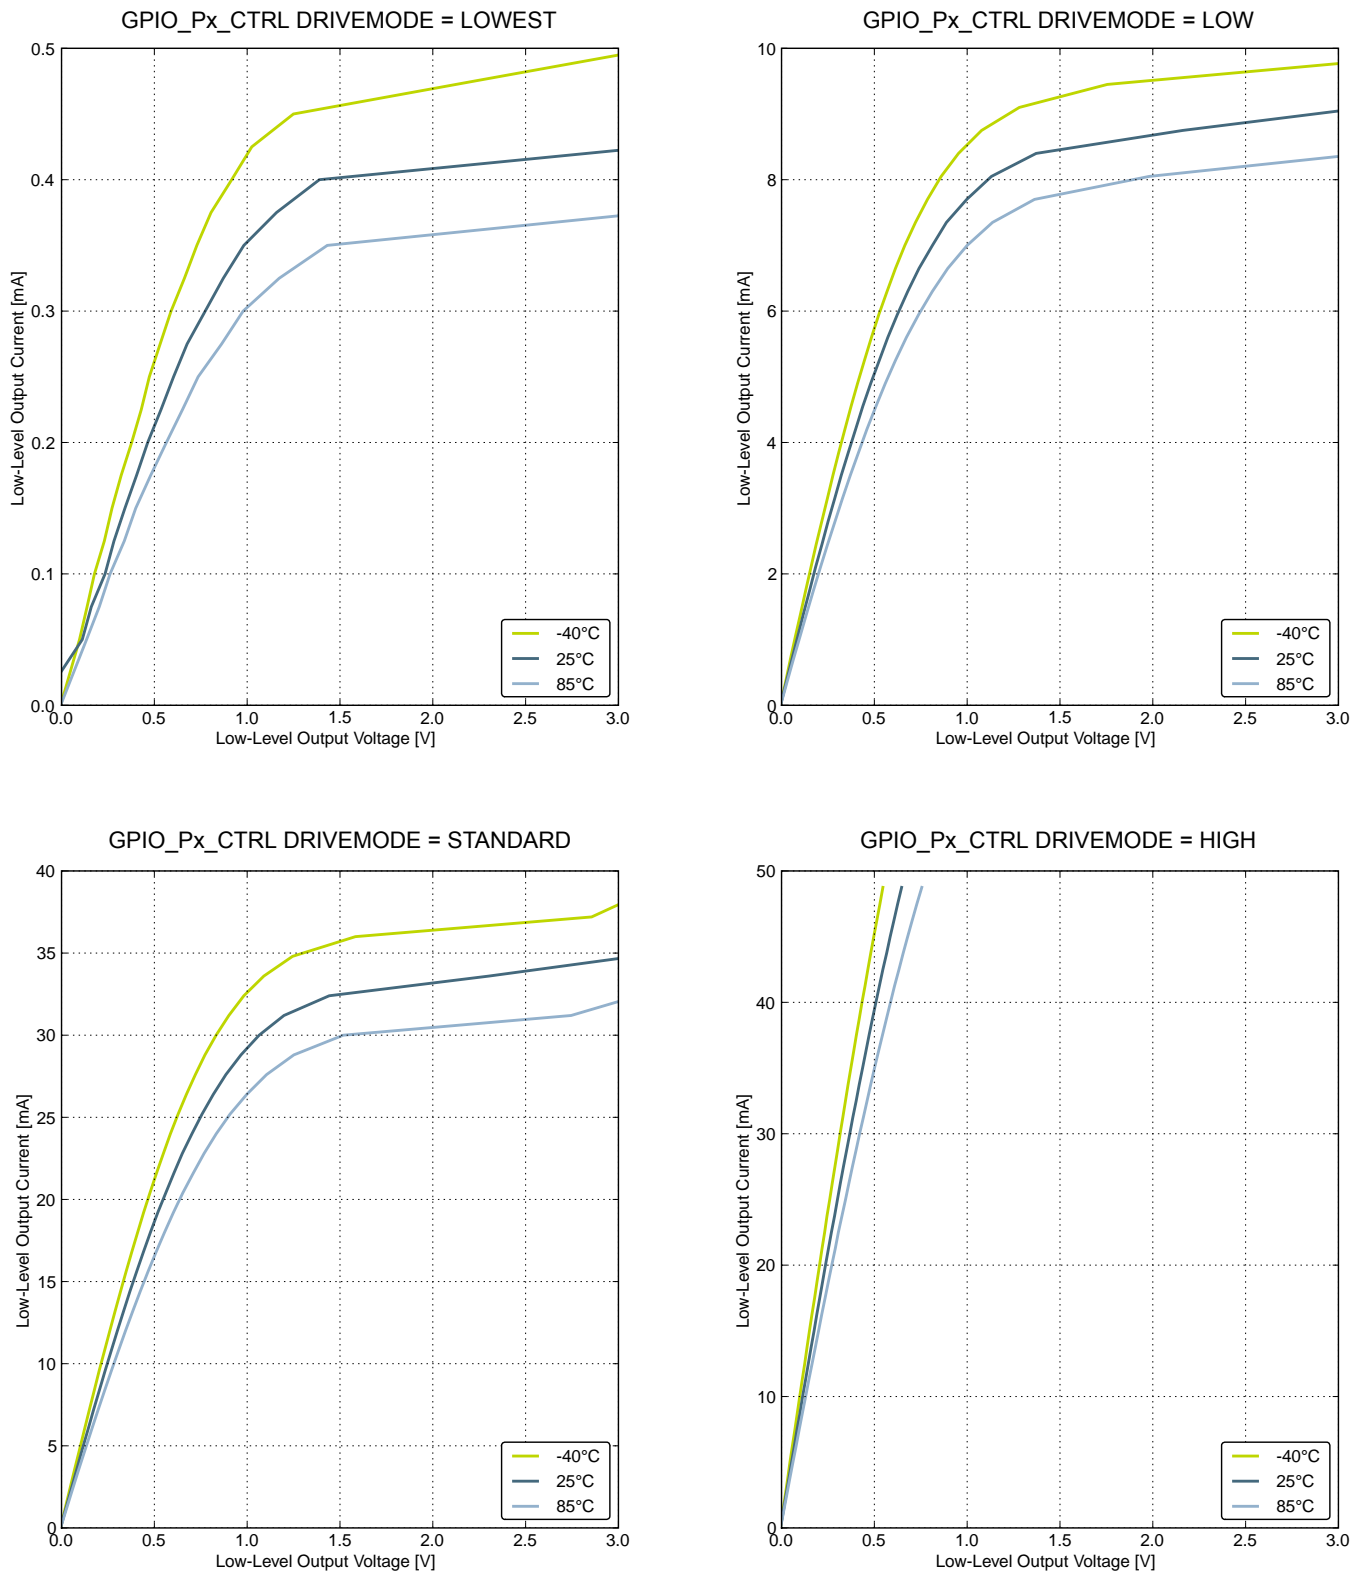 GPIO_Px_CTRL DRIVEMODE = LOWEST
0.5
0.4
0.3
0.2
0.1
0.0
Low-Level Output Current [mA]
-40°C
25°C
85°C
0.0 0.5 1.0 1.5 2.0 2.5 3.0
Low-Level Output Voltage [V]
GPIO_Px_CTRL DRIVEMODE = LOW
10
8
6
4
2
0
Low-Level Output Current [mA]
-40°C
25°C
85°C
0.0 0.5 1.0 1.5 2.0 2.5 3.0
Low-Level Output Voltage [V]
GPIO_Px_CTRL DRIVEMODE = STANDARD
40
35
30
25
20
15
10
5
0
Low-Level Output Current [mA]
-40°C
25°C
85°C
0.0 0.5 1.0 1.5 2.0 2.5 3.0
Low-Level Output Voltage [V]
GPIO_Px_CTRL DRIVEMODE = HIGH
50
40
30
20
10
0
Low-Level Output Current [mA]
-40°C
25°C
85°C
0.0 0.5 1.0 1.5 2.0 2.5 3.0
Low-Level Output Voltage [V]